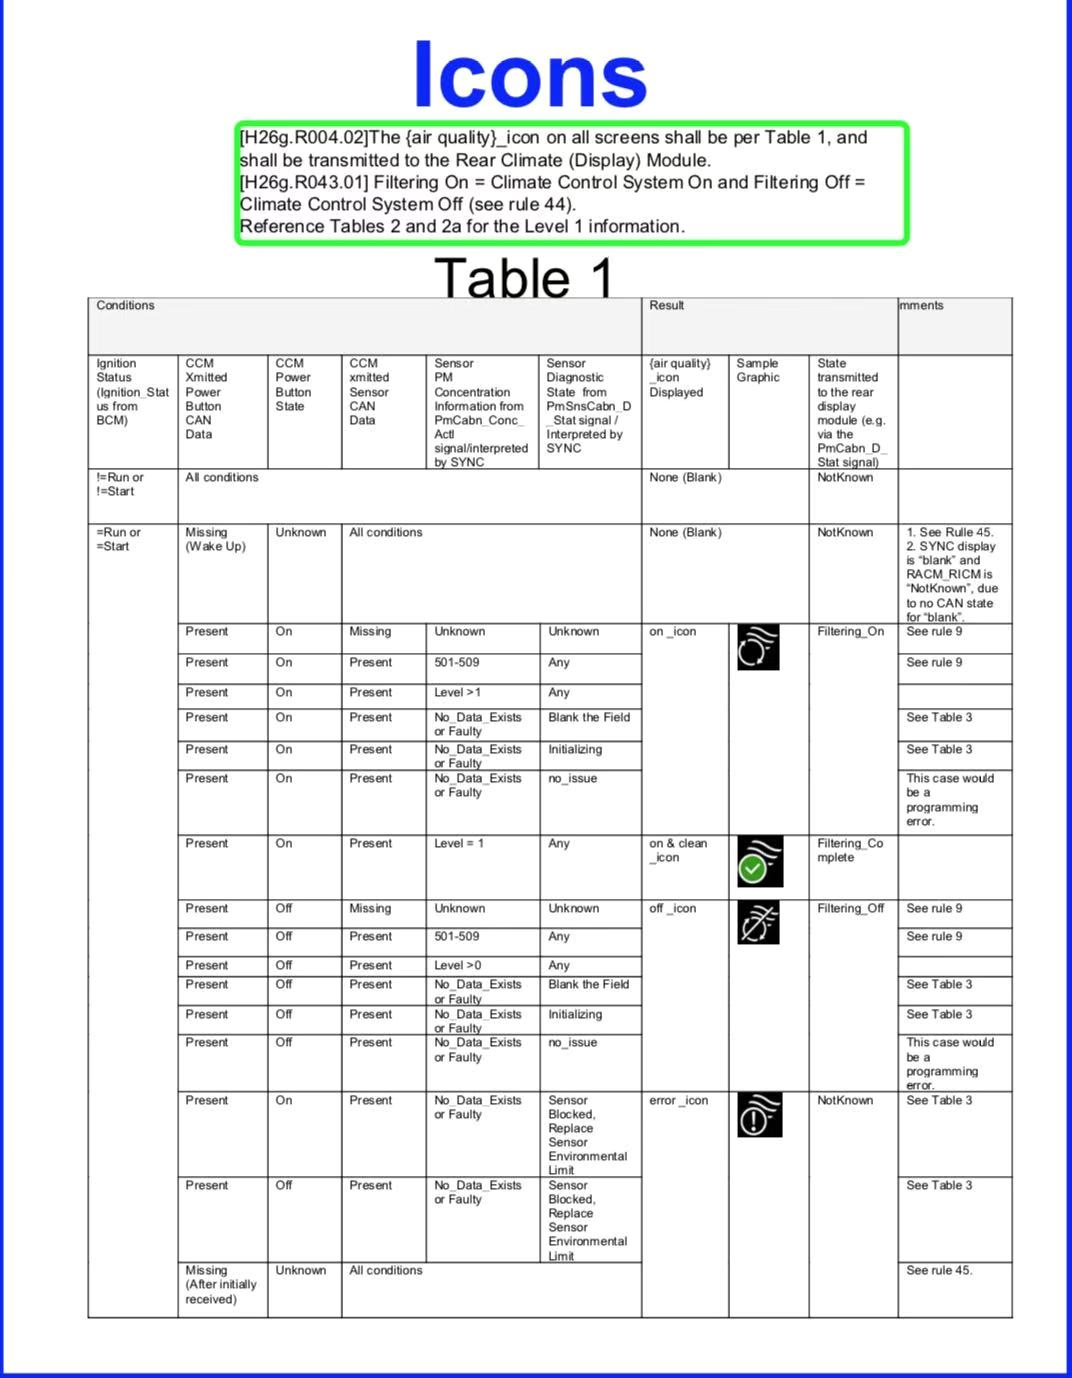 Icons
[H26g.R004.02]The {air quality}_icon on all screens shall be per Table 1, and
shall be transmitted to the Rear Climate (Display) Module.
[H26g.R043.01] Filtering On = Climate Control System On and Filtering Off =
Climate Control System Off (see rule 44).
Reference Tables 2 and 2a for the Level 1 information.
Table 1
Conditions
Result
mments
Ignition
Status
(Ignition_Stat
us from
BCM)
CCM
Xmitted
Power
Button
CAN
Data
CCM
Power
Button
State
CCM
xmitted
Sensor
CAN
Data
Sensor
PM
Concentration
Information from
PmCabn_Conc_
Actl
signal/interpreted
by SYNC
Sensor
Diagnostic
State from
PmSnsCabn_D
_Stat signal /
Interpreted by
SYNC
{air quality}
_icon
Displayed
Sample
Graphic
State
transmitted
to the rear
display
module (e.g.
via the
PmCabn_D_
Stat signal)
!=Run or
!=Start
All conditions
None (Blank)
NotKnown
=Run or
=Start
Missing
(Wake Up)
Unknown
All conditions
None (Blank)
NotKnown
1. See Rulle 45.
2. SYNC display
is “blank” and
RACM_RICM is
“NotKnown”, due
to no CAN state
for “blank”.
Present
On
Missing
Unknown
Unknown
on _icon
Filtering_On
See rule 9
Present
On
Present
501-509
Any
See rule 9
Present
On
Present
Level >1
Any
Present
On
Present
No_Data_Exists
or Faulty
Blank the Field
See Table 3
Present
On
Present
No_Data_Exists
or Faulty
Initializing
See Table 3
Present
On
Present
No_Data_Exists
or Faulty
no_issue
This case would
be a
programming
error.
Present
On
Present
Level = 1
Any
on & clean
_icon
Filtering_Co
mplete
Present
Off
Missing
Unknown
Unknown
off _icon
Filtering_Off
See rule 9
Present
Off
Present
501-509
Any
See rule 9
Present
Off
Present
Level >0
Any
Present
Off
Present
No_Data_Exists
or Faulty
Blank the Field
See Table 3
Present
Off
Present
No_Data_Exists
or Faulty
Initializing
See Table 3
Present
Off
Present
No_Data_Exists
or Faulty
no_issue
This case would
be a
programming
error.
Present
On
Present
No_Data_Exists
or Faulty
Sensor
Blocked,
Replace
Sensor
Environmental
Limit
error _icon
NotKnown
See Table 3
Present
Off
Present
No_Data_Exists
or Faulty
Sensor
Blocked,
Replace
Sensor
Environmental
Limit
See Table 3
Missing
(After initially
received)
Unknown
All conditions
See rule 45.